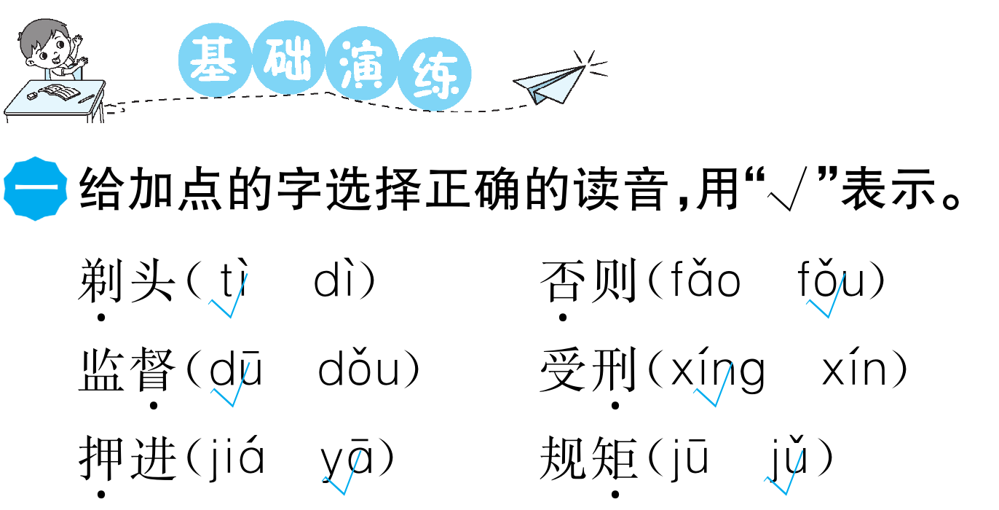 基础演练
一 给加点的字选择正确的读音,用“√”表示。
剃头( tì√ dì) 否则(fǎo fǒu√)
监督(dū√ dǒu) 受刑(xíng√ xín)
押进(jiá yā√) 规矩(jū jǔ√)